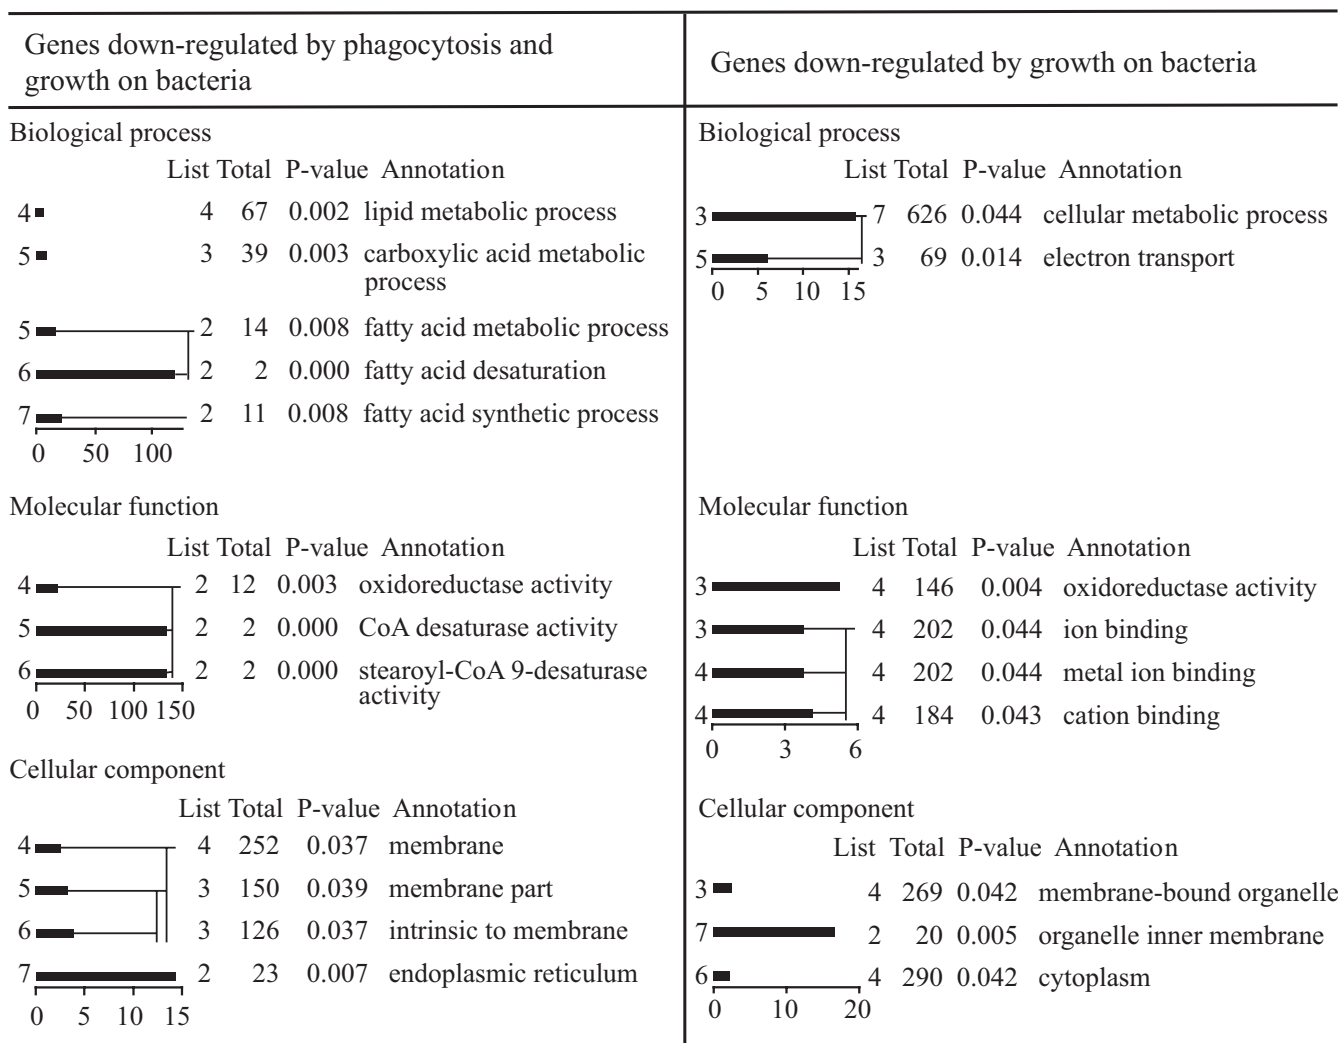 Genes down-regulated by phagocytosis and
growth on bacteria
Biological process
List Total P-value Annotation
4 4 67 0.002 lipid metabolic process
5 3 39 0.003 carboxylic acid metabolic
process
5 2 14 0.008 fatty acid metabolic process
6 2 2 0.000 fatty acid desaturation
7 2 11 0.008 fatty acid synthetic process
0 50 100
Molecular function
List Total P-value Annotation
4 2 12 0.003 oxidoreductase activity
5 2 2 0.000 CoA desaturase activity
6 2 2 0.000 stearoyl-CoA 9-desaturase
activity
0 50 100 150
Cellular component
List Total P-value Annotation
4 4 252 0.037 membrane
5 3 150 0.039 membrane part
6 3 126 0.037 intrinsic to membrane
7 2 23 0.007 endoplasmic reticulum
0 5 10 15
Genes down-regulated by growth on bacteria
Biological process
List Total P-value Annotation
3 7 626 0.044 cellular metabolic process
5 3 69 0.014 electron transport
0 5 10 15
Molecular function
List Total P-value Annotation
3 4 146 0.004 oxidoreductase activity
3 4 202 0.044 ion binding
4 4 202 0.044 metal ion binding
4 4 184 0.043 cation binding
0 3 6
Cellular component
List Total P-value Annotation
3 4 269 0.042 membrane-bound organelle
7 2 20 0.005 organelle inner membrane
6 4 290 0.042 cytoplasm
0 10 20